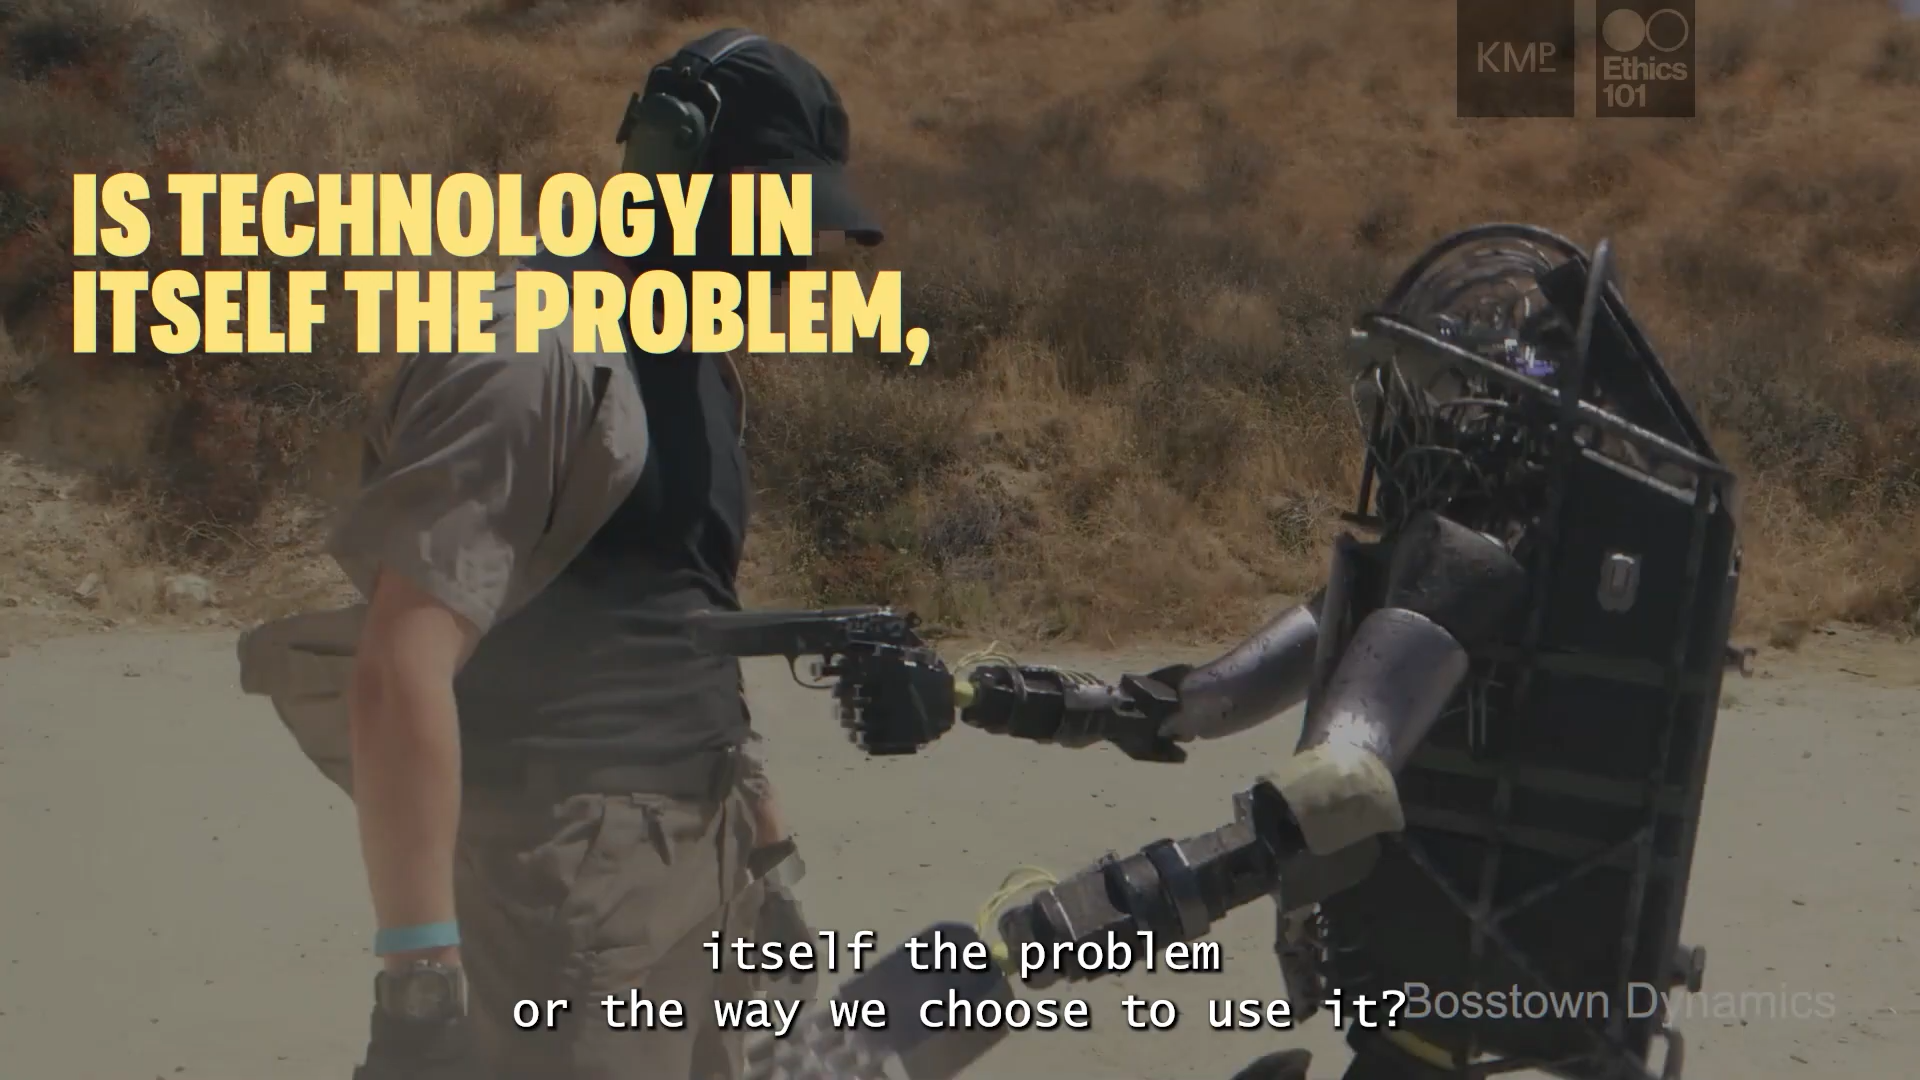 KMP
Ethics
101
IS TECHNOLOGY IN
ITSELF THE PROBLEM,
itself the problem
or the way we choose to use it?
Bosstown Dynamics